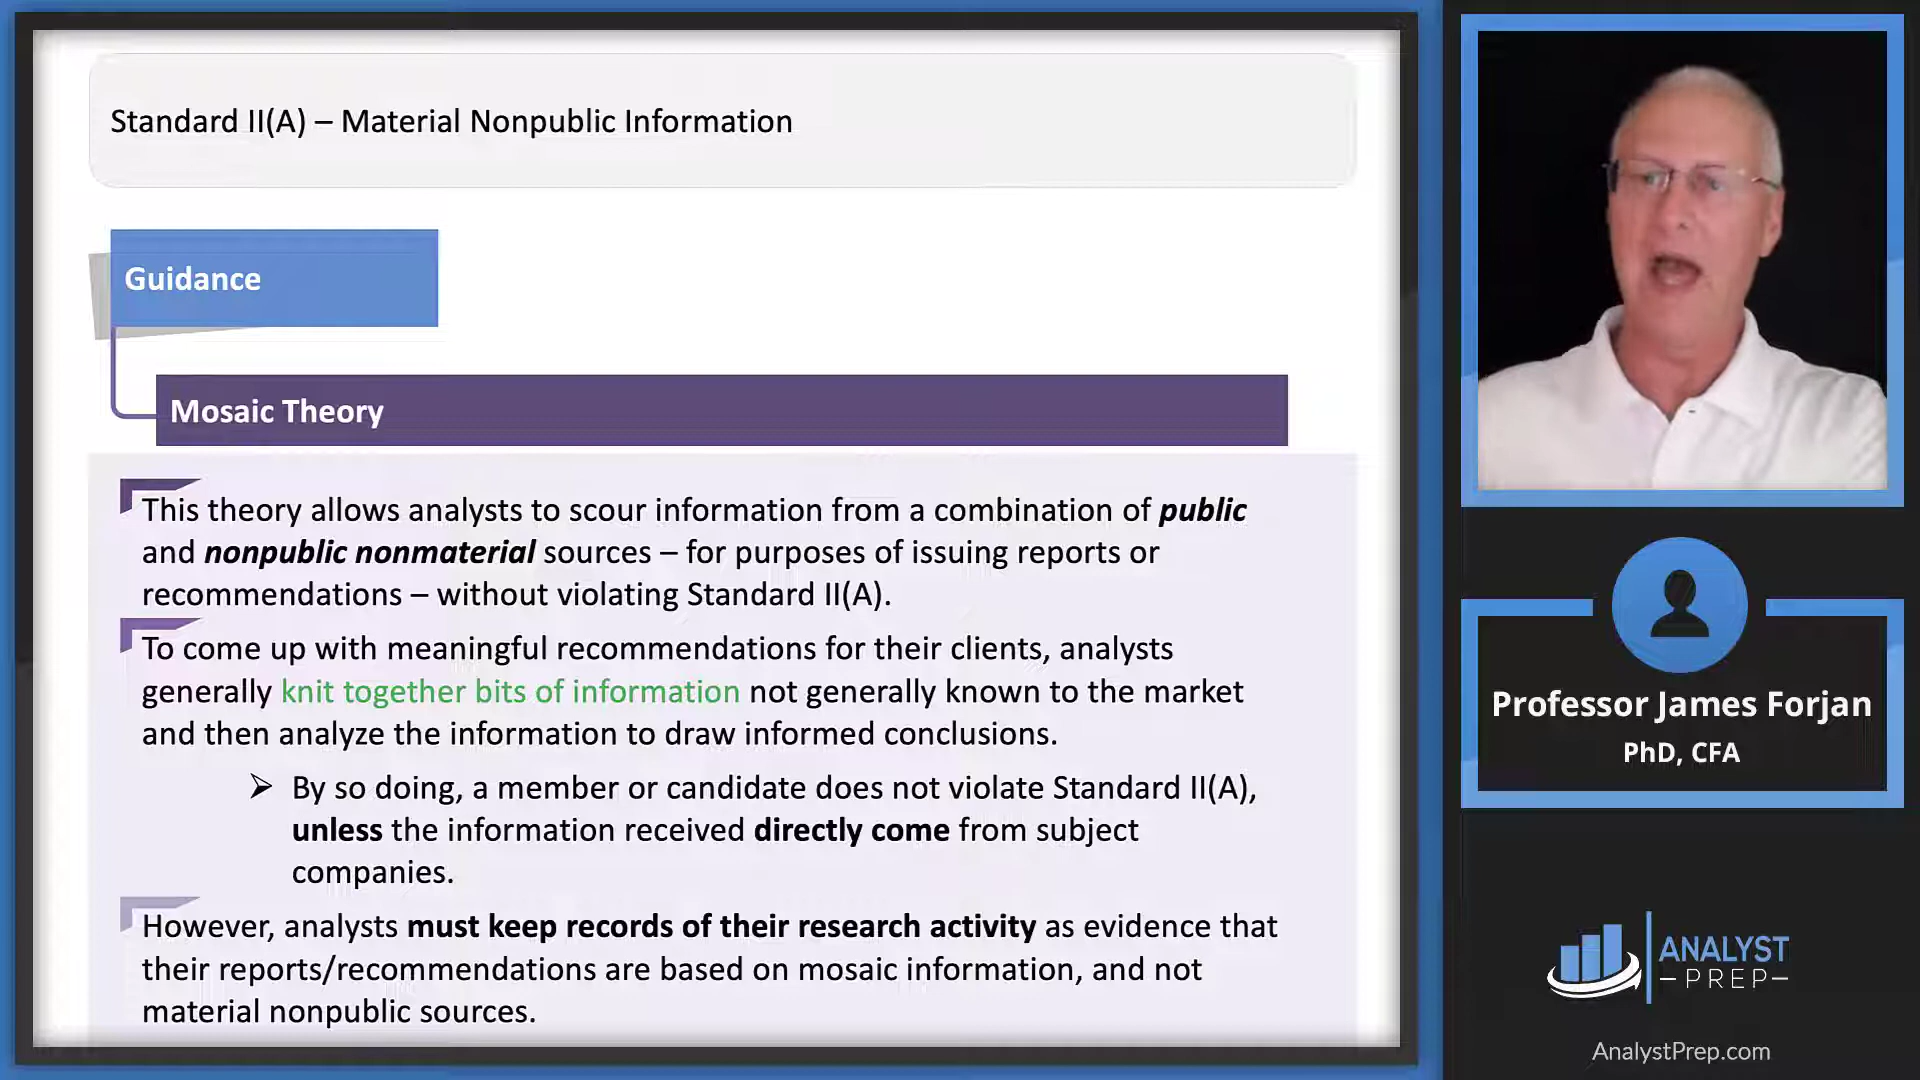 Standard II(A) – Material Nonpublic Information
Guidance
Mosaic Theory
This theory allows analysts to scour information from a combination of public
and nonpublic nonmaterial sources – for purposes of issuing reports or
recommendations – without violating Standard II(A).
To come up with meaningful recommendations for their clients, analysts
generally knit together bits of information not generally known to the market
and then analyze the information to draw informed conclusions.
➢ By so doing, a member or candidate does not violate Standard II(A),
unless the information received directly come from subject
companies.
However, analysts must keep records of their research activity as evidence that
their reports/recommendations are based on mosaic information, and not
material nonpublic sources.
Professor James Forjan
PhD, CFA
ANALYST
PREP
AnalystPrep.com